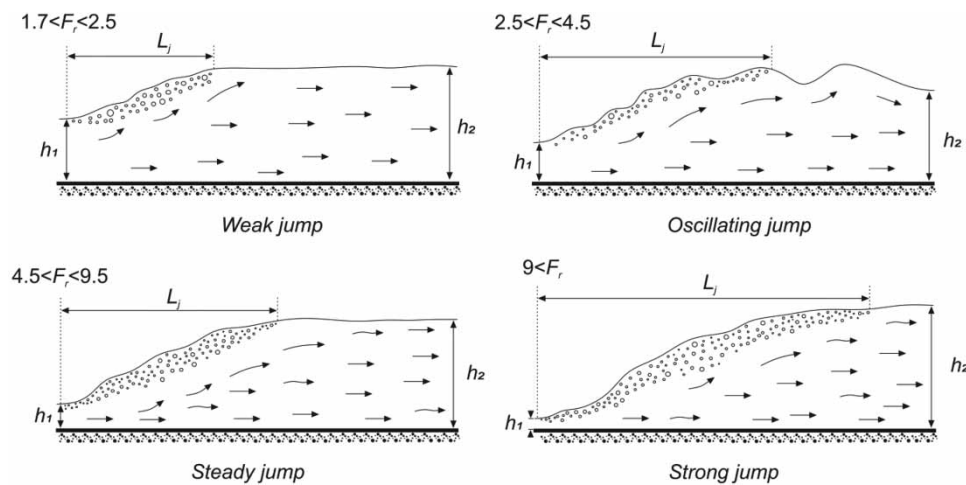 1.7<Fr<2.5
Lj
h1
h2
Weak jump
2.5<Fr<4.5
Lj
h1
h2
Oscillating jump
4.5<Fr<9.5
Lj
h1
h2
Steady jump
9<Fr
Lj
h1
h2
Strong jump